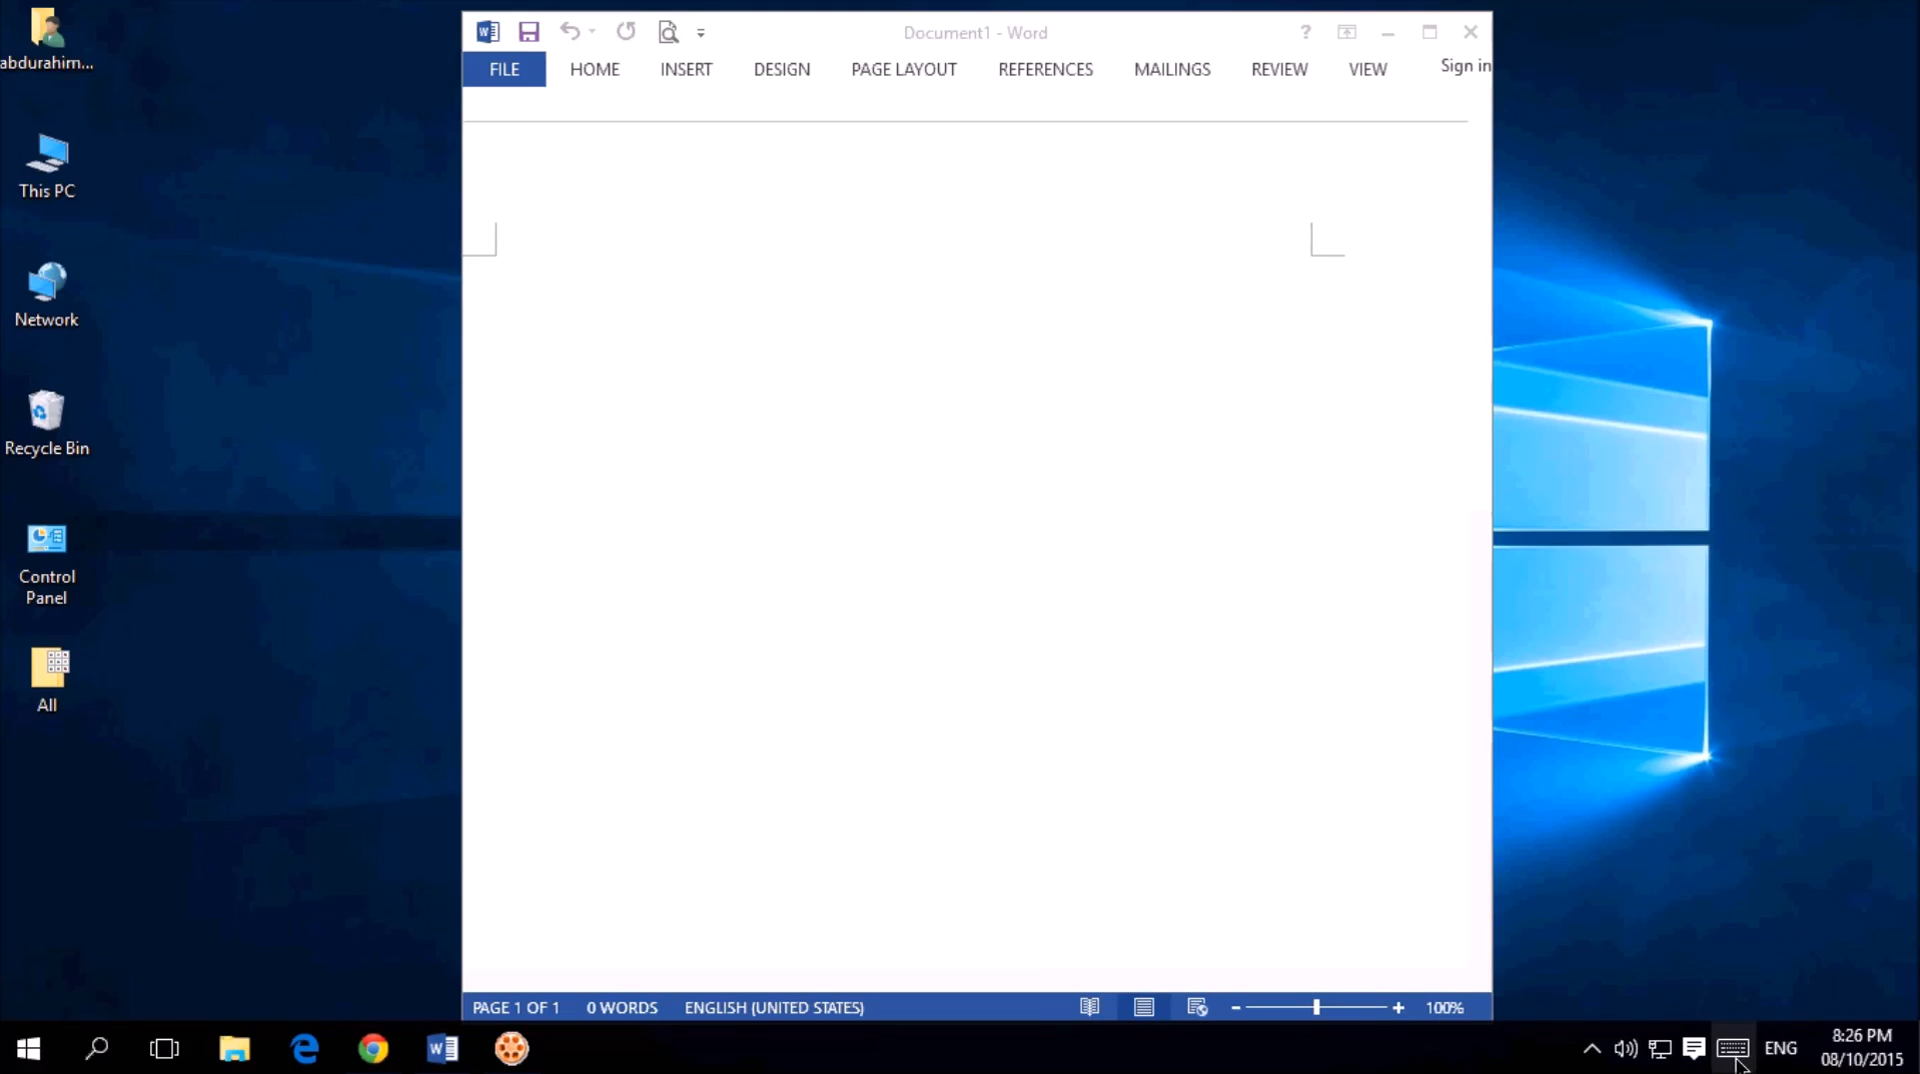 abdurahim...
This PC
Network
Recycle Bin
Control
Panel
All
Document1 - Word
?
FILE HOME INSERT DESIGN PAGE LAYOUT REFERENCES MAILINGS REVIEW VIEW Sign in
PAGE 1 OF 1 0 WORDS ENGLISH (UNITED STATES) 100%
ENG
8:26 PM
08/10/2015